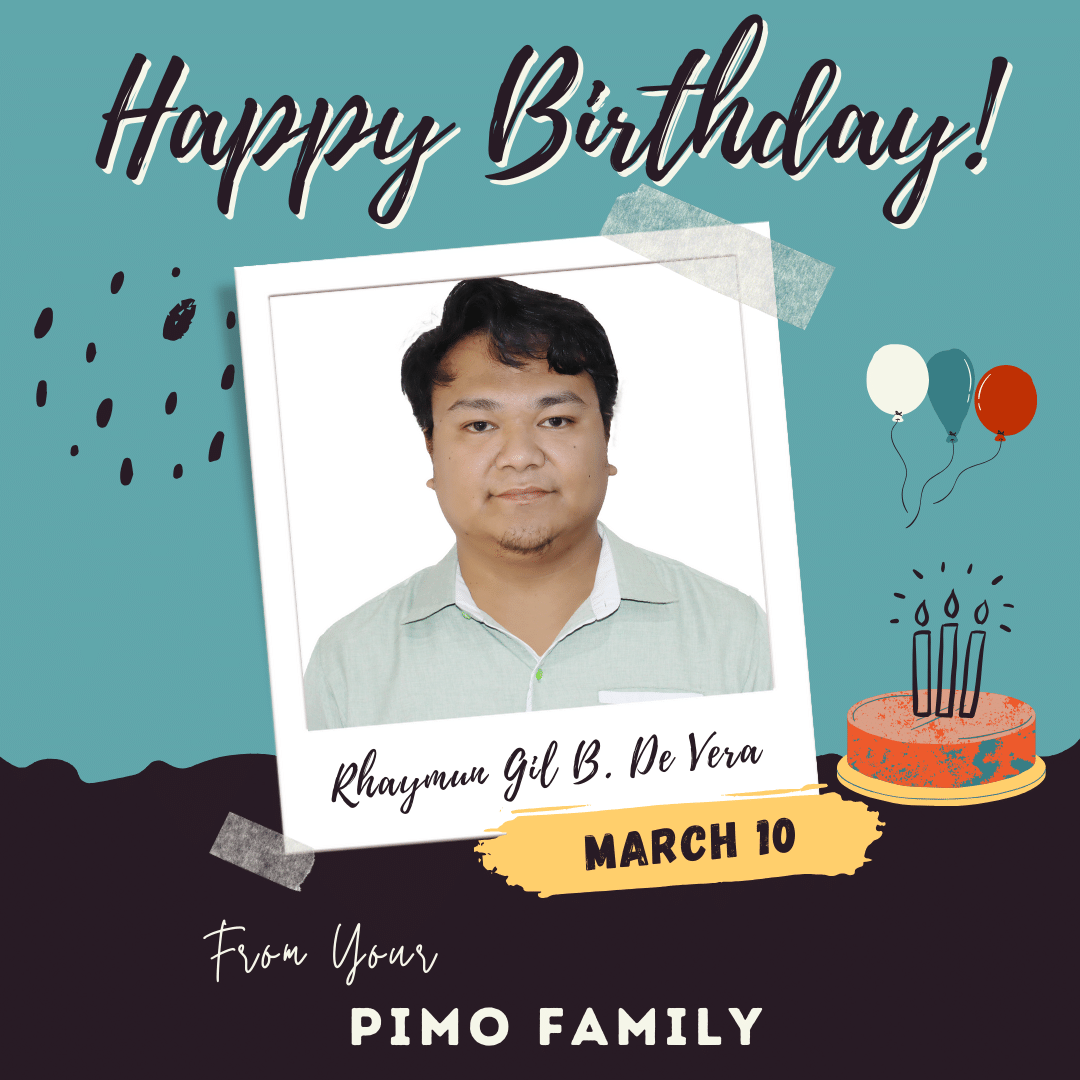 Happy Birthday!
Rhaymun Gil B. De Vera
MARCH 10
From Your
PIMO FAMILY